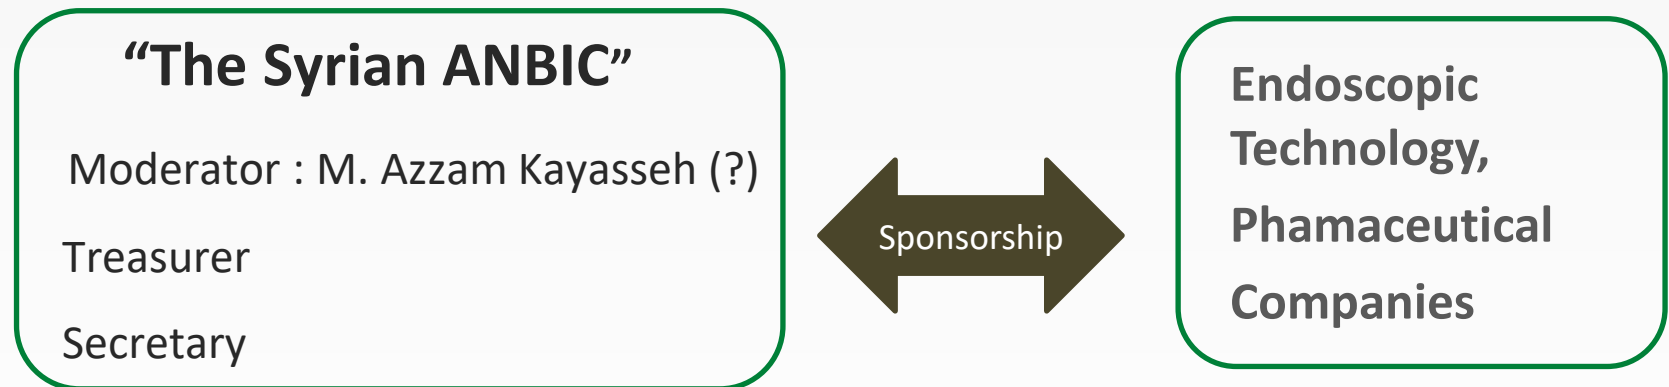 “The Syrian ANBIC”
Moderator : M. Azzam Kayasseh (?)
Treasurer
Secretary
Sponsorship
Endoscopic
Technology,
Phamaceutical
Companies